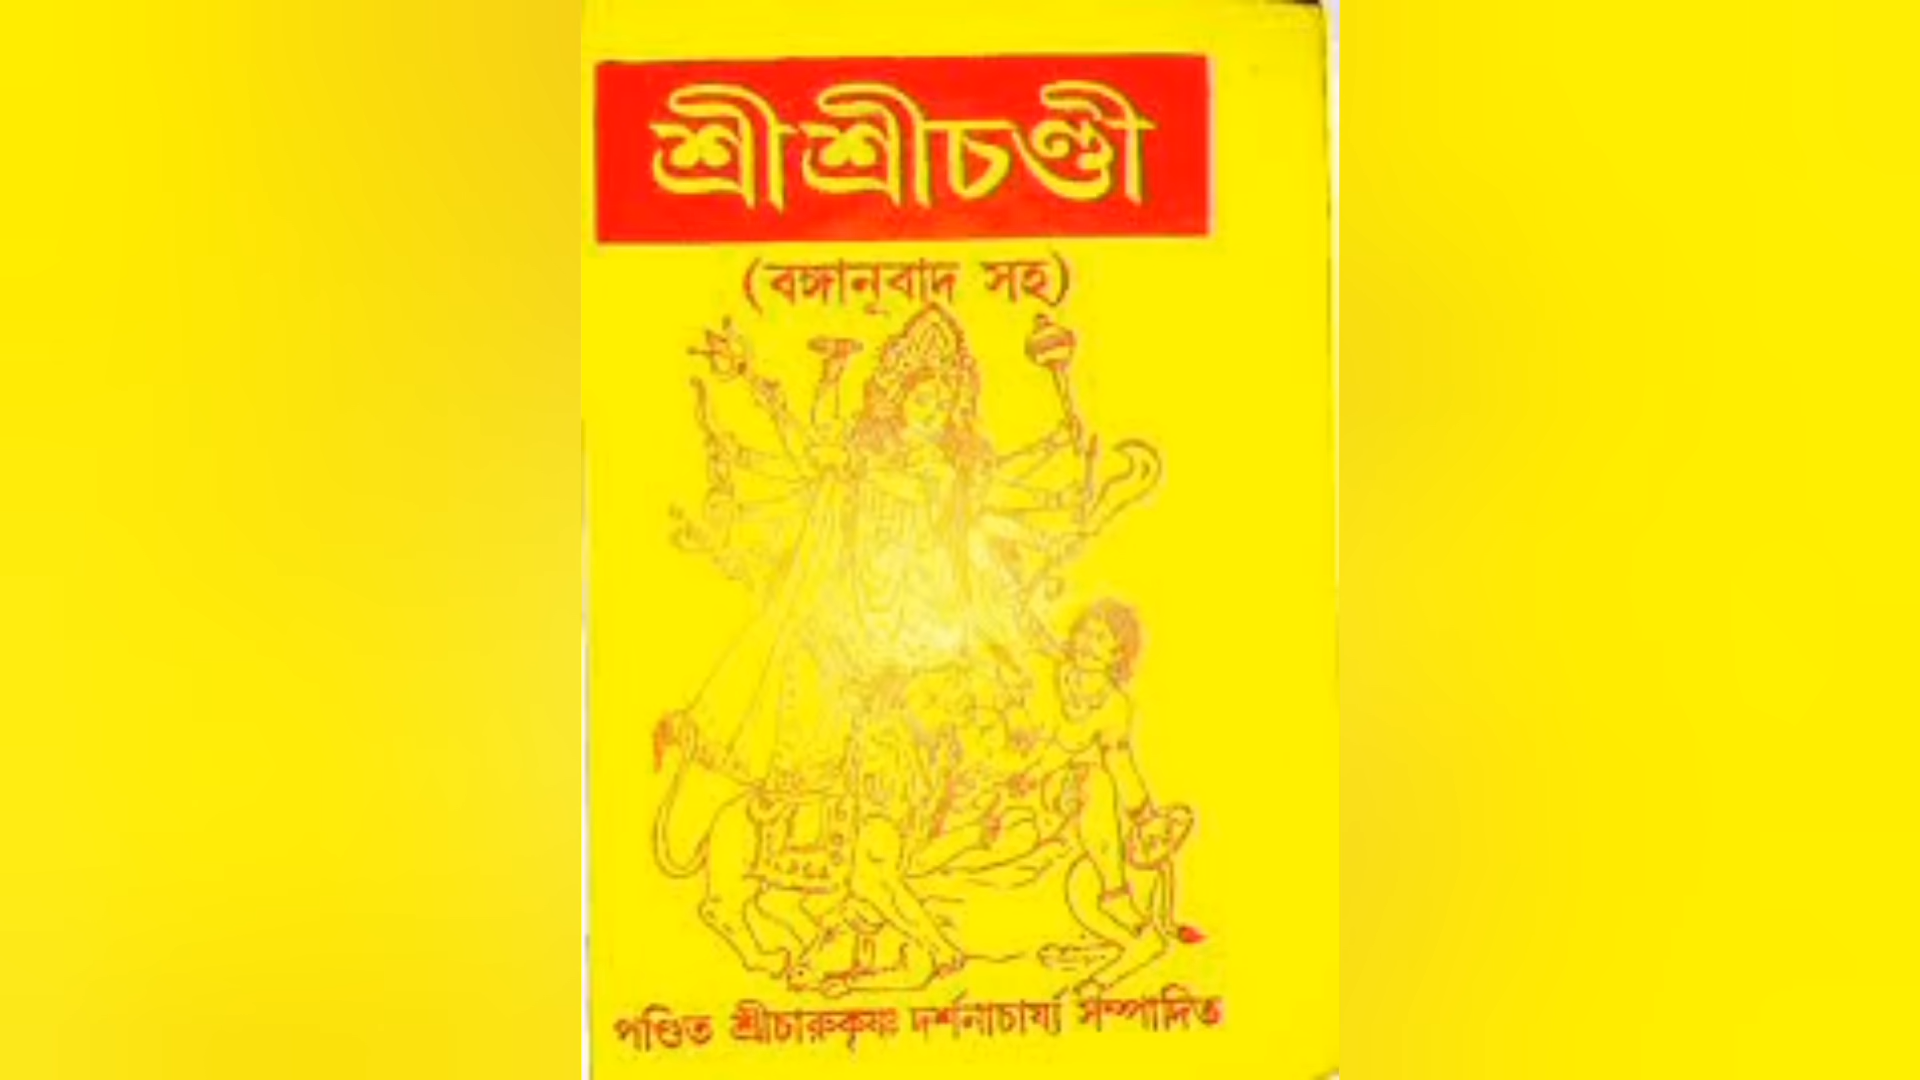 শ্রীশ্রীচণ্ডী
(বঙ্গানুবাদ সহ)
পণ্ডিত শ্রীচারুকৃষ্ণ দর্শনাচার্য্য সম্পাদিত